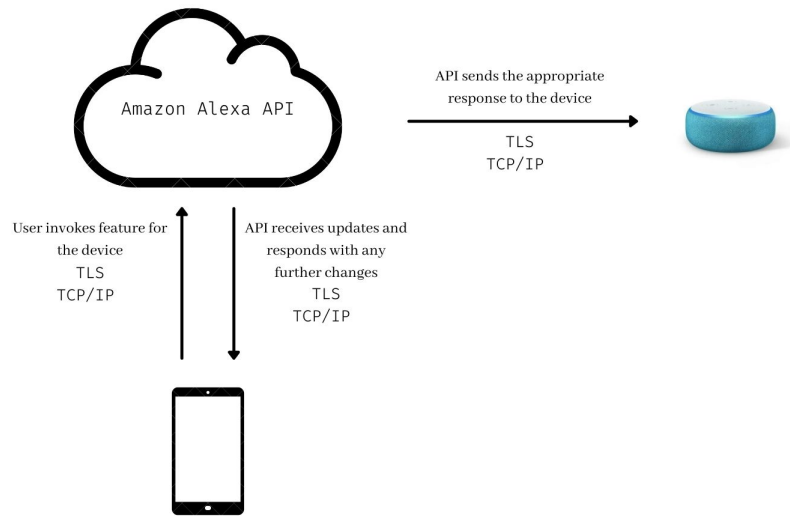 Amazon Alexa API
API sends the appropriate
response to the device
TLS
TCP/IP
User invokes feature for
the device
TLS
TCP/IP
API receives updates and
responds with any
further changes
TLS
TCP/IP